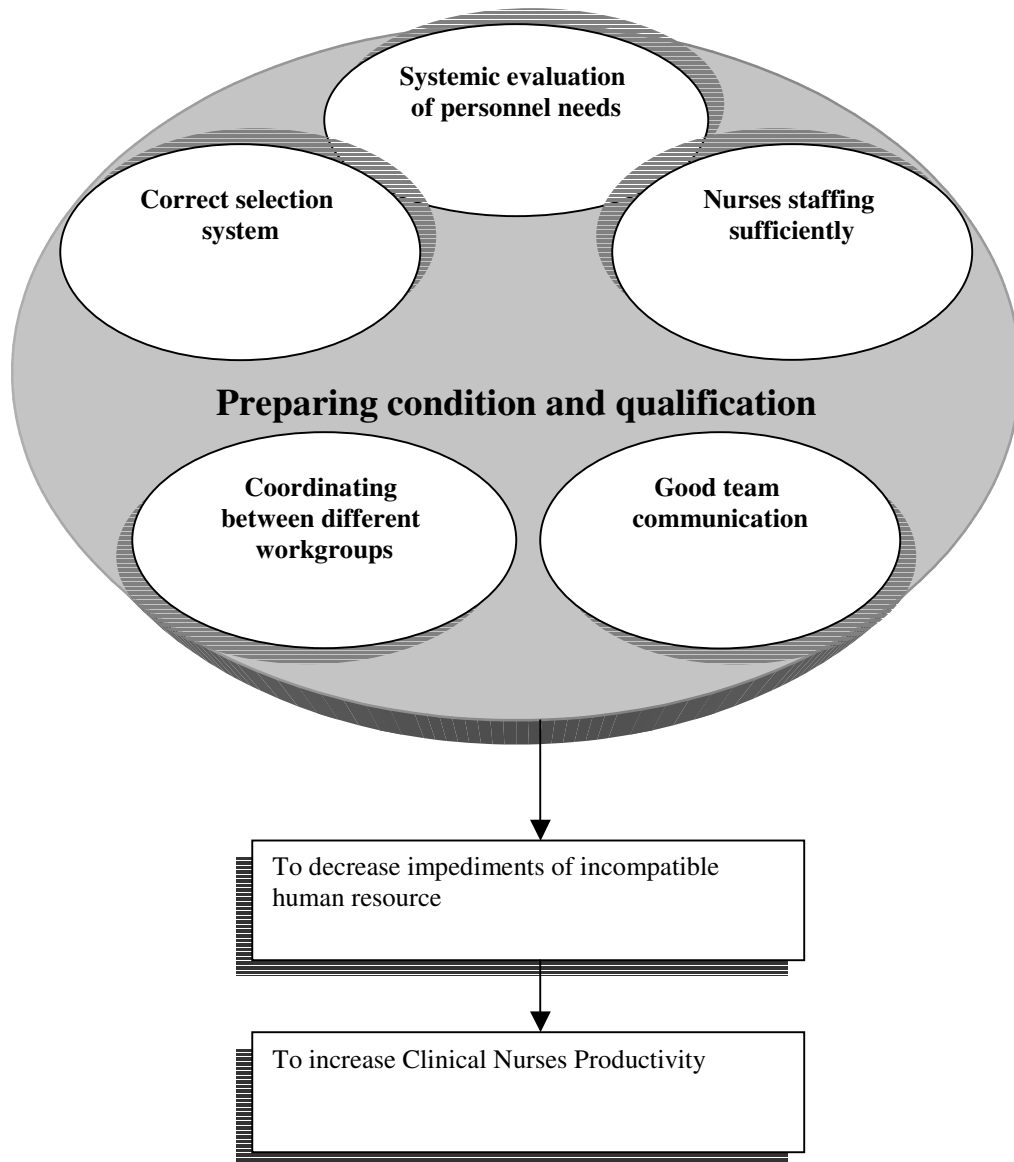 Systemic evaluation
of personnel needs
Correct selection
system
Nurses staffing
sufficiently
Preparing condition and qualification
Coordinating
between different
workgroups
Good team
communication
To decrease impediments of incompatible
human resource
To increase Clinical Nurses Productivity